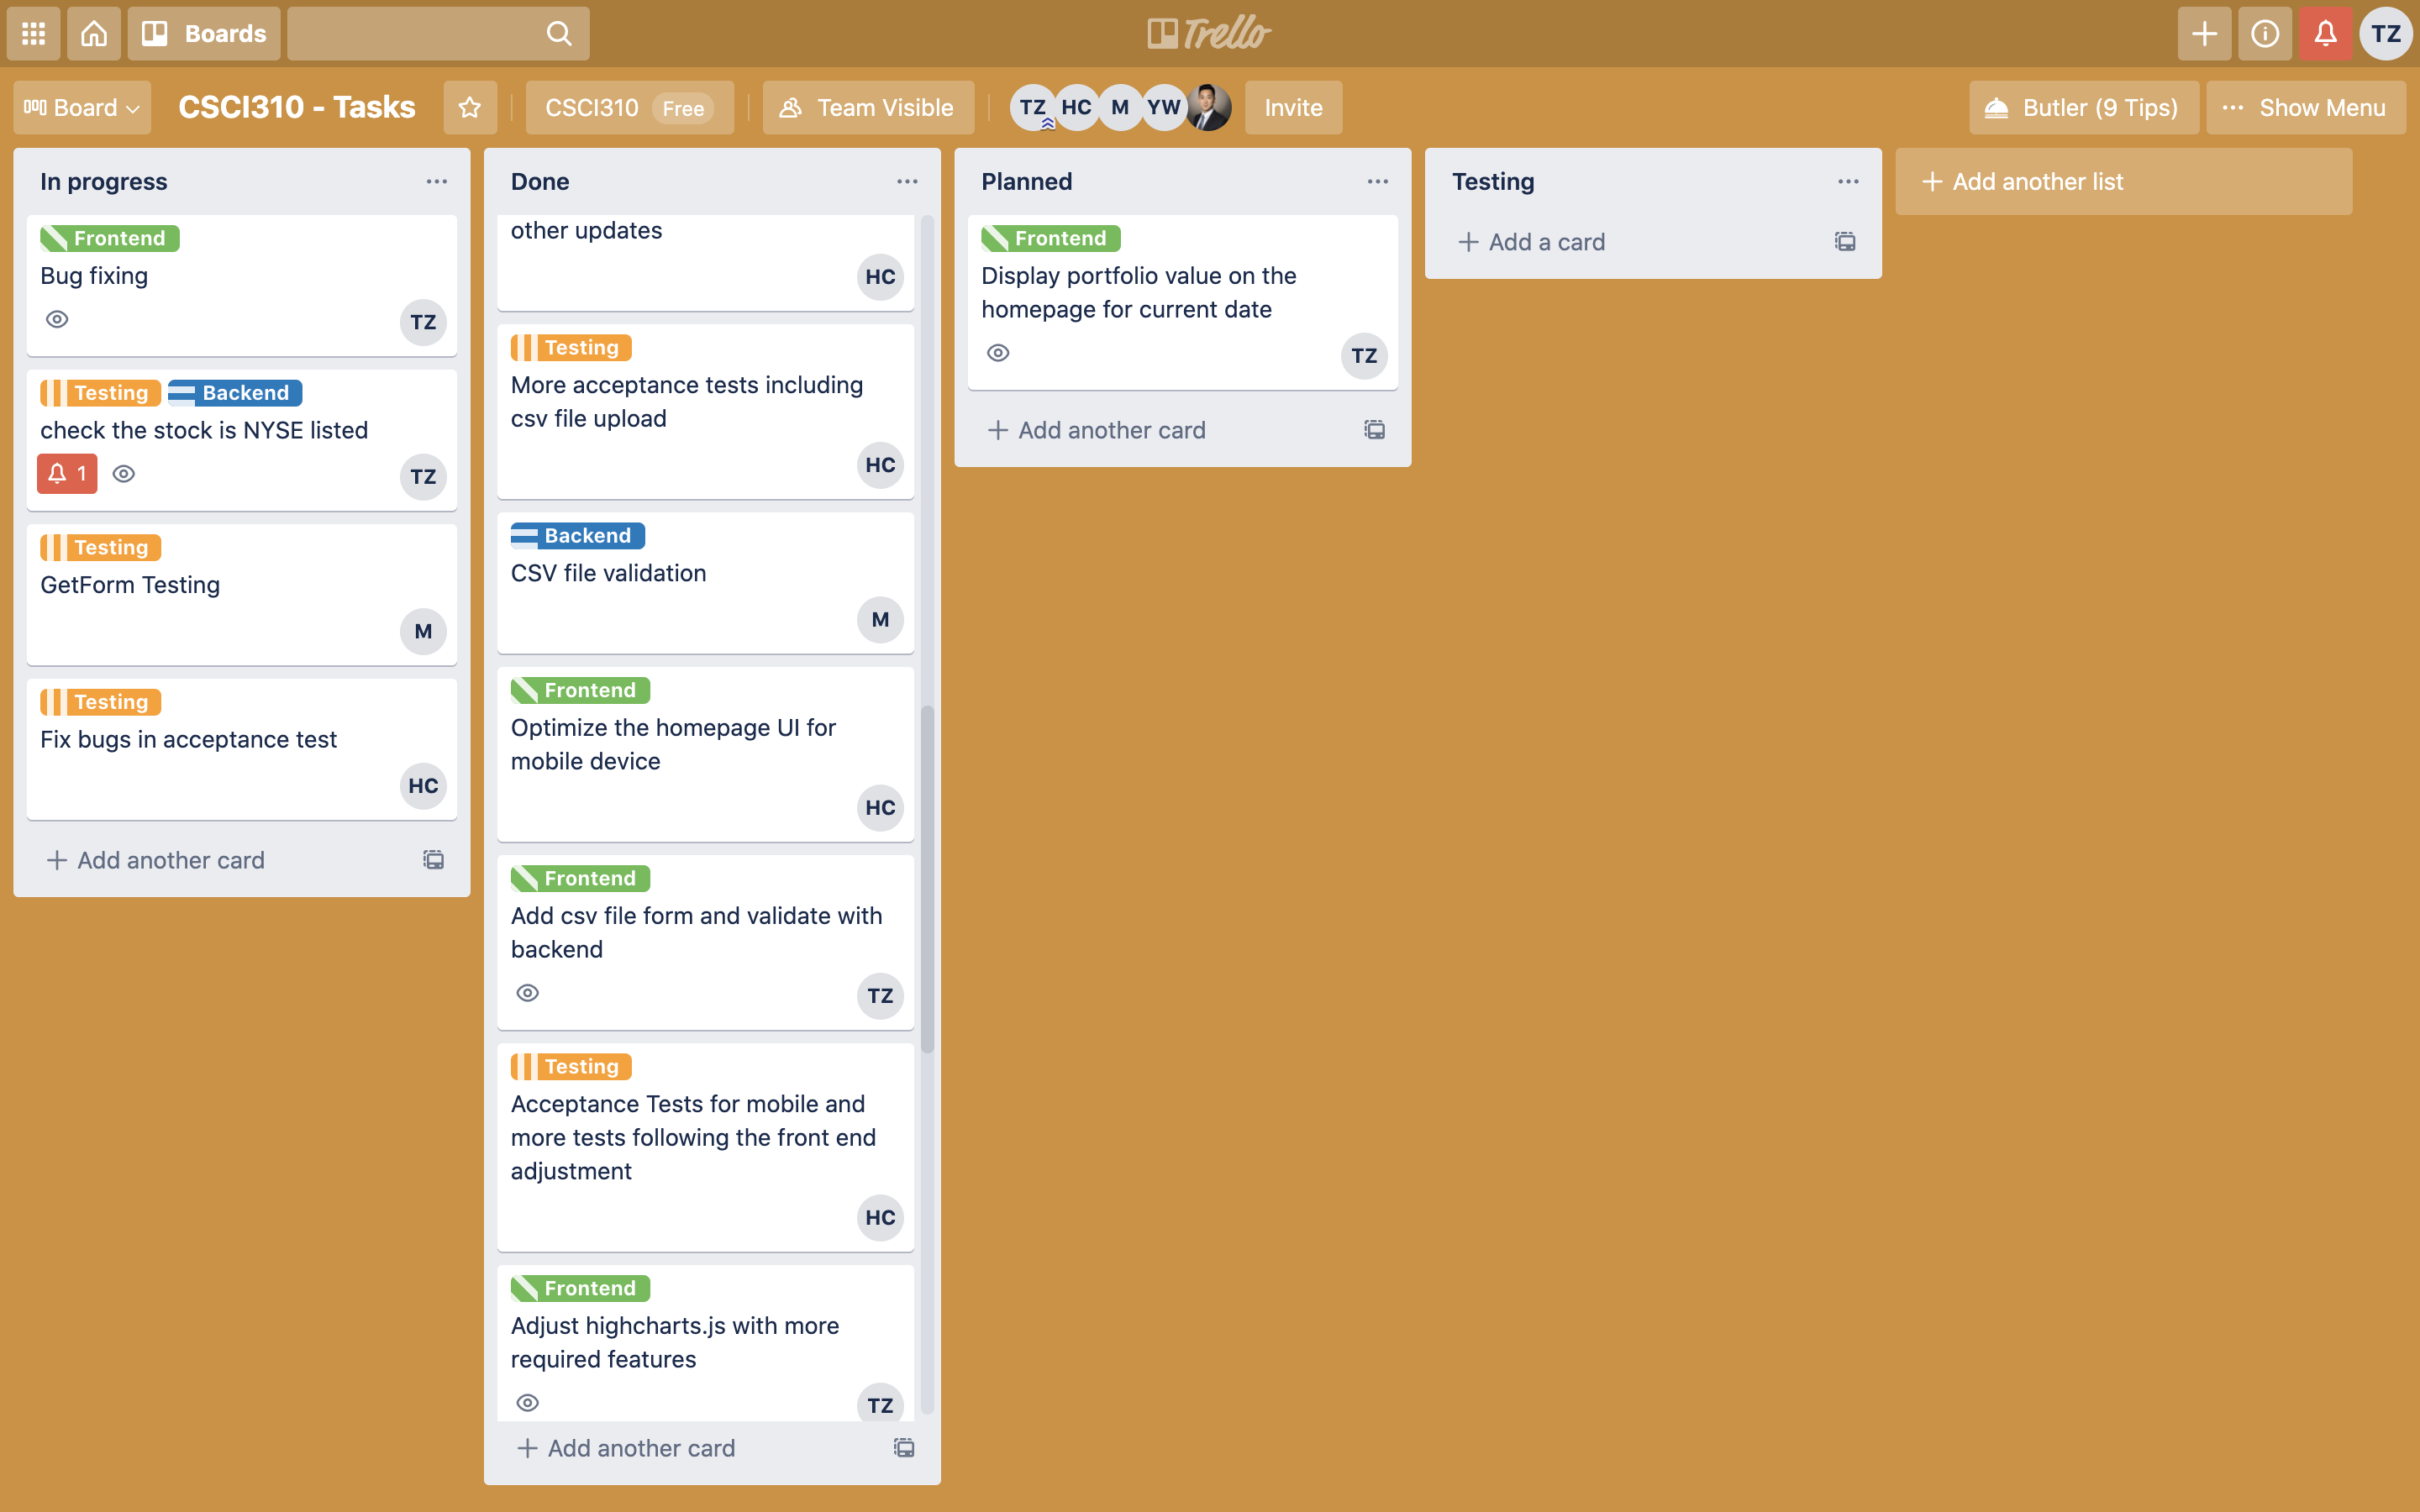 Boards
Trello
TZ
Board
CSCI310 - Tasks
CSCI310 Free
Team Visible
TZ HC M YW
Invite
Butler (9 Tips)
Show Menu
In progress
Frontend
Bug fixing
TZ
Testing Backend
check the stock is NYSE listed
1
TZ
Testing
GetForm Testing
M
Testing
Fix bugs in acceptance test
HC
Add another card
Done
other updates
HC
Testing
More acceptance tests including
csv file upload
HC
Backend
CSV file validation
M
Frontend
Optimize the homepage UI for
mobile device
HC
Frontend
Add csv file form and validate with
backend
TZ
Testing
Acceptance Tests for mobile and
more tests following the front end
adjustment
HC
Frontend
Adjust highcharts.js with more
required features
TZ
Add another card
Planned
Frontend
Display portfolio value on the
homepage for current date
TZ
Add another card
Testing
Add a card
Add another list